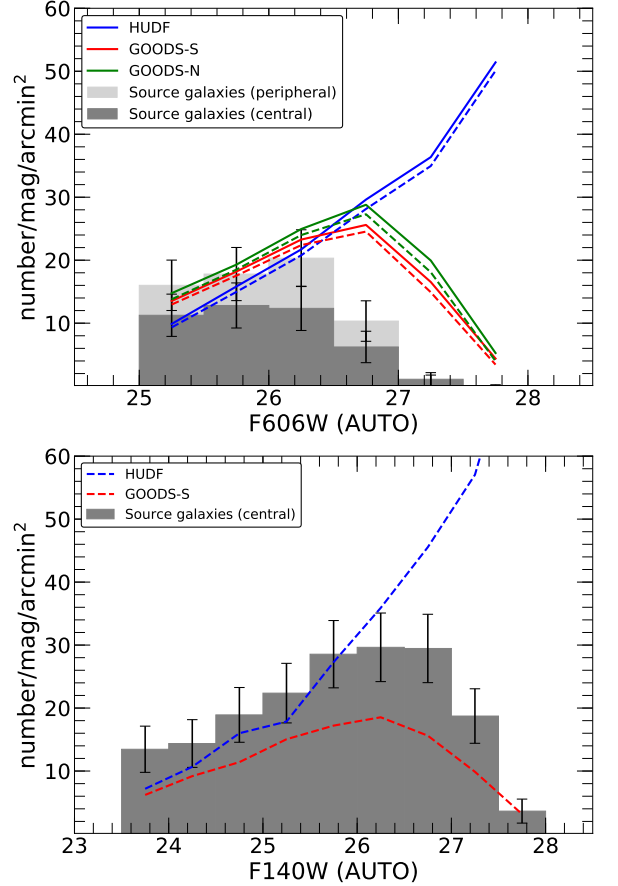 60
50
40
30
20
10
number/mag/arcmin²
HUDF
GOODS-S
GOODS-N
Source galaxies (peripheral)
Source galaxies (central)
25 26 27 28
F606W (AUTO)
60
50
40
30
20
10
number/mag/arcmin²
HUDF
GOODS-S
Source galaxies (central)
23 24 25 26 27 28
F140W (AUTO)